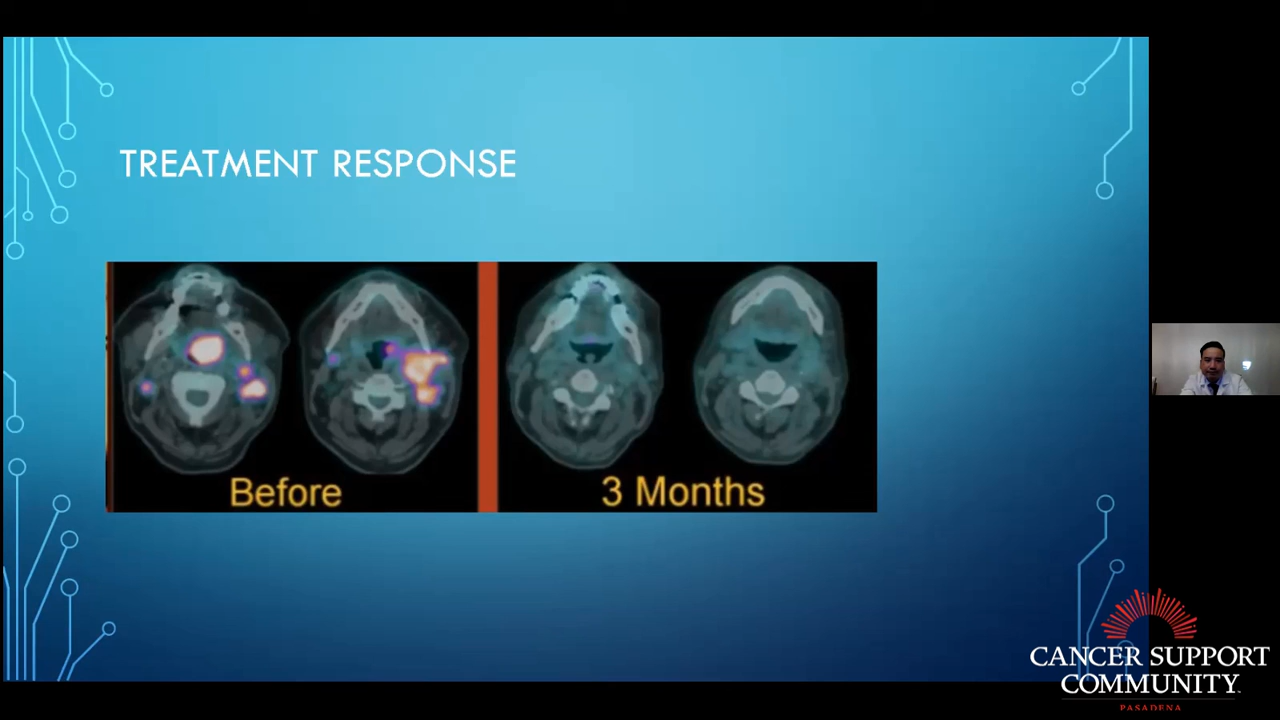 TREATMENT RESPONSE
Before
3 Months
CANCER SUPPORT
COMMUNITY
PASADENA